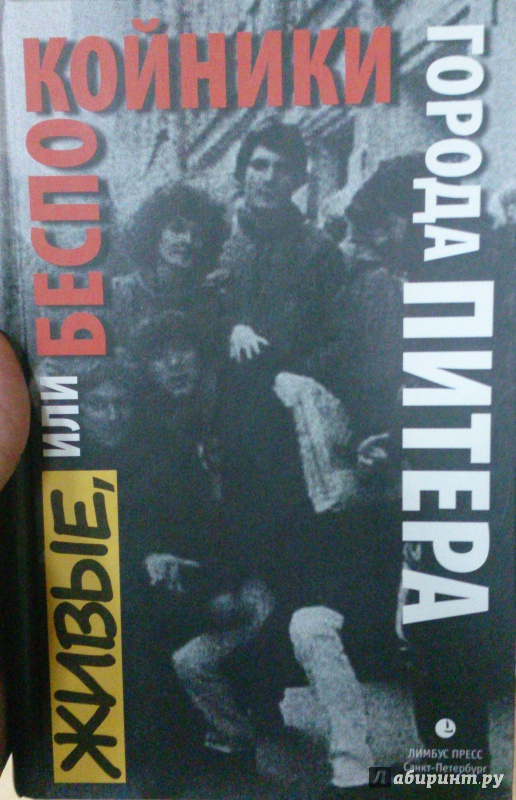 ЖИВЫЕ,
ИЛИ
БЕСПО
КОЙНИКИ
ГОРОДА
ПИТЕРА
ЛИМБУС ПРЕСС
Санкт-Петербург
Лабиринт.ру